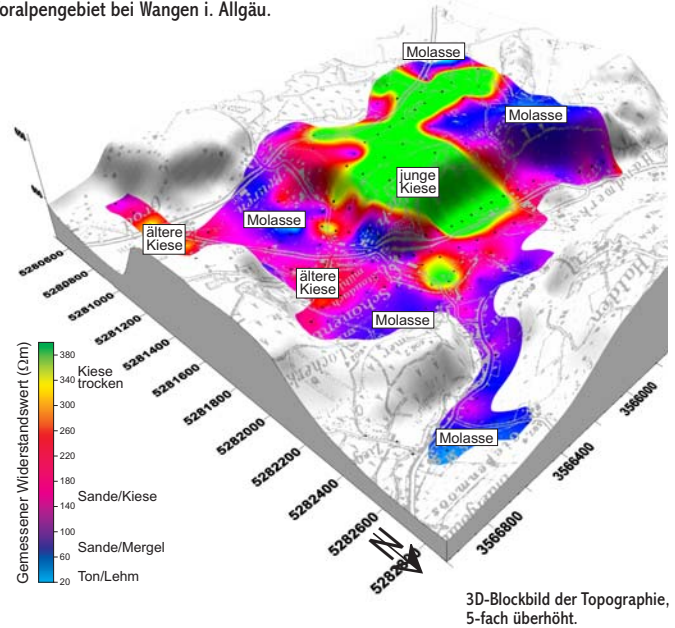 oralpengebiet bei Wangen i. Allgäu.
Molasse
Molasse
junge
Kiese
Molasse
ältere
Kiese
ältere
Kiese
Molasse
Molasse
5280600
5280800
5281000
5281200
5281400
5281600
5281800
5282000
5282200
5282400
5282600
3566000
3566400
3566800
N
Gemessener Widerstandswert (Ωm)
380
340
300
260
220
180
140
100
60
20
Kiese
trocken
Sande/Kiese
Sande/Mergel
Ton/Lehm
3D-Blockbild der Topographie,
5-fach überhöht.